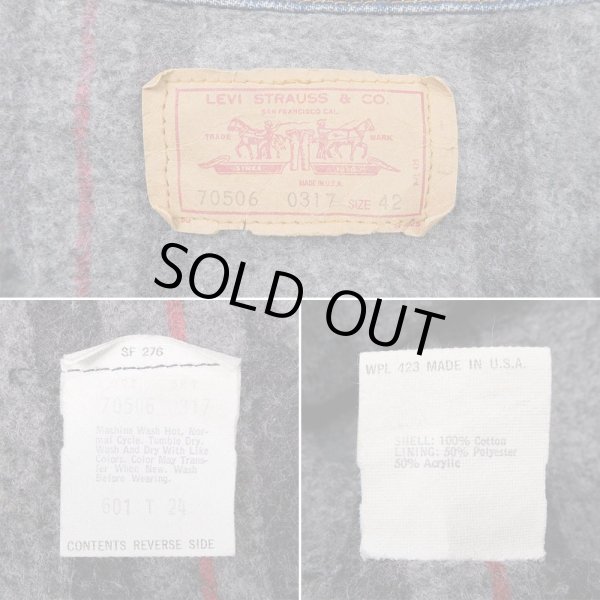 LEVI STRAUSS & CO.
SAN FRANCISCO CAL.
TRADE MARK
SINCE
MADE IN U.S.A.
70506 0317 SIZE 42
SOLD OUT
SF 276
70506 317
Machine Wash Hot. Nor-
mal Cycle. Tumble Dry.
Wash And Dry With Like
Colors. Color May Trans-
fer When New. Wash
Before Wearing.
601 T 24
CONTENTS REVERSE SIDE
WPL 423 MADE IN U.S.A.
SHELL: 100% Cotton
LINING: 50% Polyester
50% Acrylic